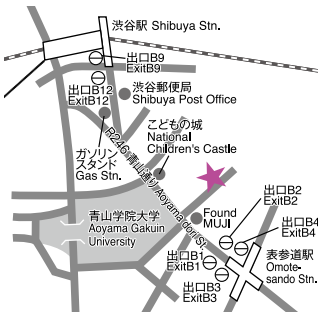 渋谷駅 Shibuya Stn.
出口B9
ExitB9
出口B12
ExitB12
渋谷郵便局
Shibuya Post Office
こどもの城
National
Children's Castle
ガソリン
スタンド
Gas Stn.
R246 青山通り Aoyamadori St.
青山学院大学
Aoyama Gakuin
University
Found
MUJI
出口B2
ExitB2
出口B4
ExitB4
出口B1
ExitB1
出口B3
ExitB3
表参道駅
Omote-
sando Stn.